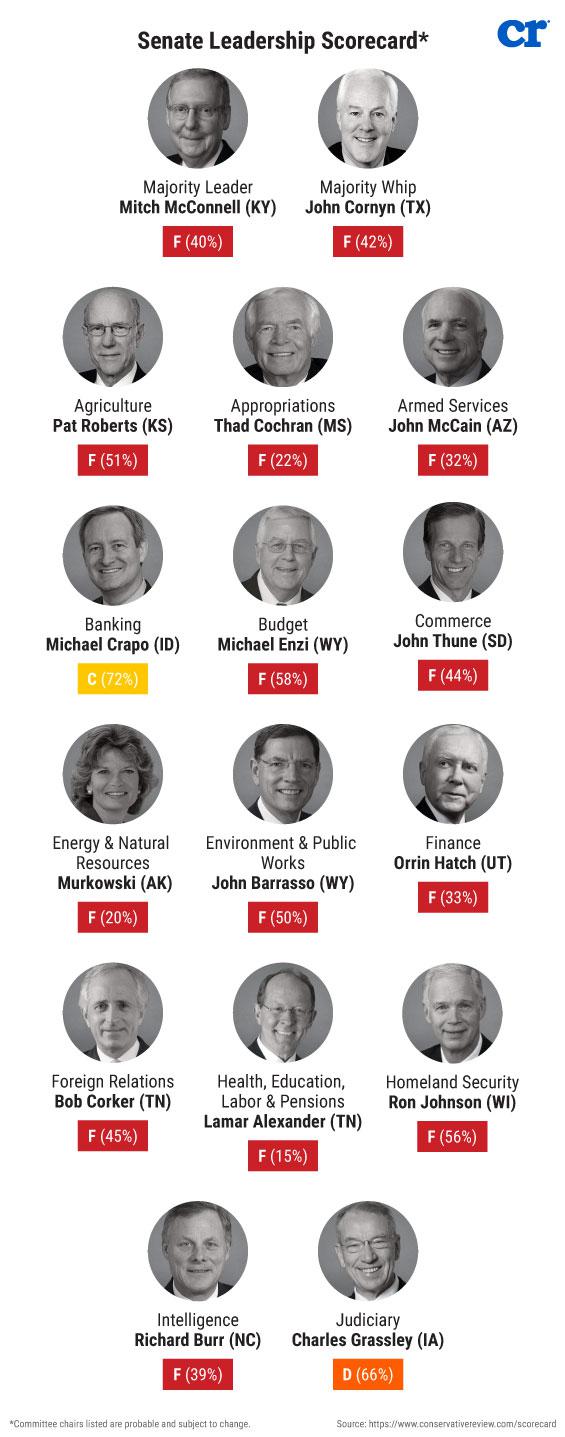 Senate Leadership Scorecard*
cr
Majority Leader
Mitch McConnell (KY)
F (40%)
Majority Whip
John Cornyn (TX)
F (42%)
Agriculture
Pat Roberts (KS)
F (51%)
Appropriations
Thad Cochran (MS)
F (22%)
Armed Services
John McCain (AZ)
F (32%)
Banking
Michael Crapo (ID)
C (72%)
Budget
Michael Enzi (WY)
F (58%)
Commerce
John Thune (SD)
F (44%)
Energy & Natural
Resources
Murkowski (AK)
F (20%)
Environment & Public
Works
John Barrasso (WY)
F (50%)
Finance
Orrin Hatch (UT)
F (33%)
Foreign Relations
Bob Corker (TN)
F (45%)
Health, Education,
Labor & Pensions
Lamar Alexander (TN)
F (15%)
Homeland Security
Ron Johnson (WI)
F (56%)
Intelligence
Richard Burr (NC)
F (39%)
Judiciary
Charles Grassley (IA)
D (66%)
*Committee chairs listed are probable and subject to change.
Source: https://www.conservativereview.com/scorecard